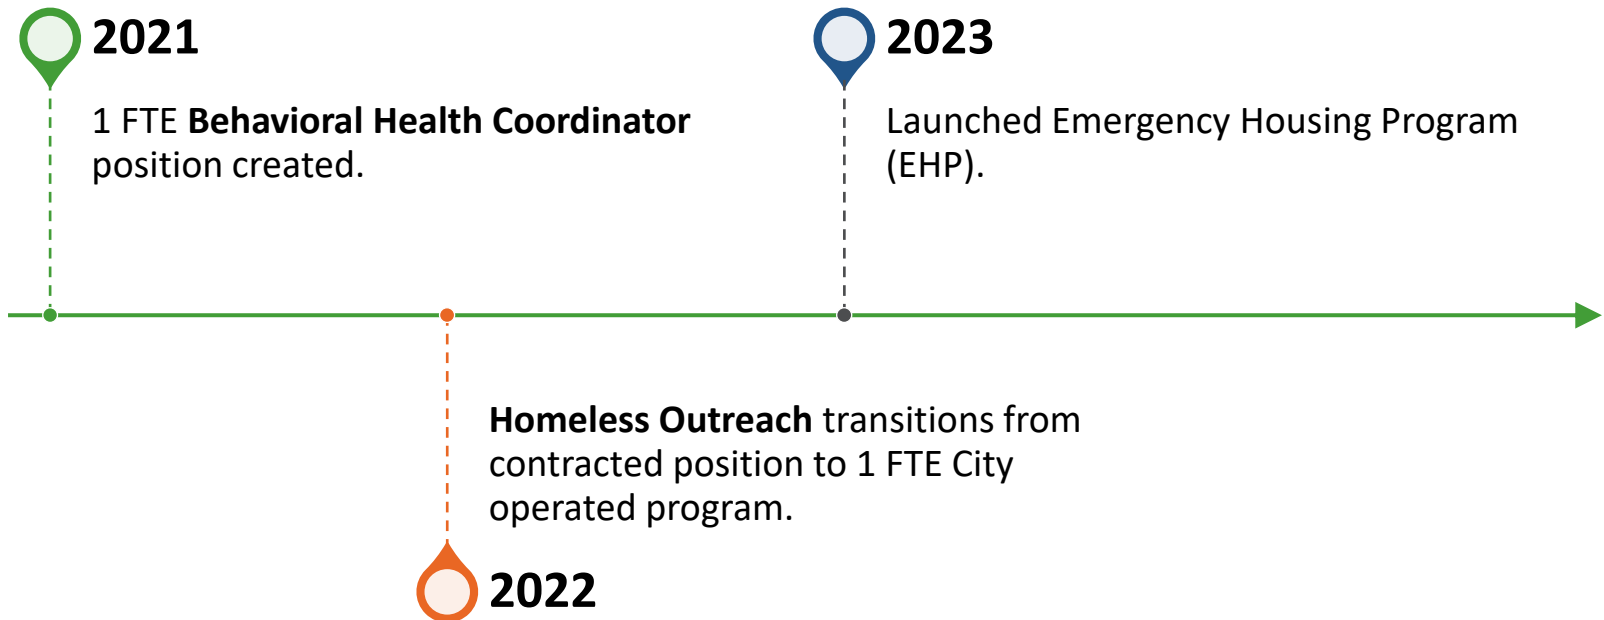 2021
1 FTE Behavioral Health Coordinator
position created.
2023
Launched Emergency Housing Program
(EHP).
Homeless Outreach transitions from
contracted position to 1 FTE City
operated program.
2022